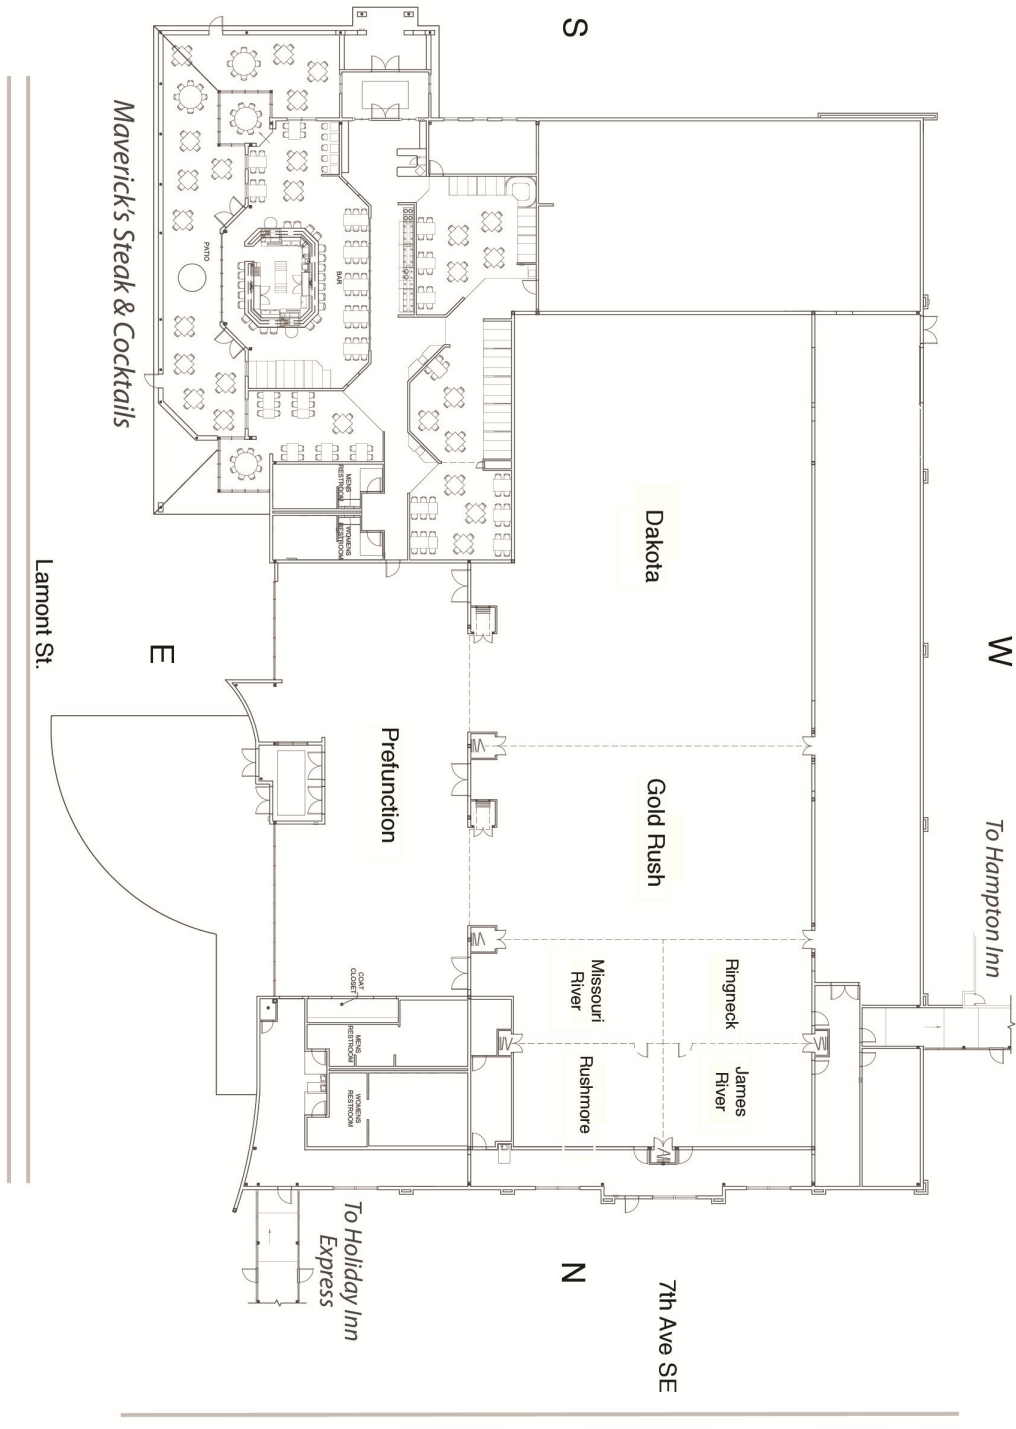 S
Maverick's Steak & Cocktails
PATIO
BAR
MENS
RESTROOM
WOMENS
RESTROOM
Dakota
Lamont St.
E
W
Prefunction
Gold Rush
To Hampton Inn
COAT
CLOSET
Missouri
River
Ringneck
MENS
RESTROOM
WOMENS
RESTROOM
Rushmore
James
River
To Holiday Inn
Express
N
7th Ave SE